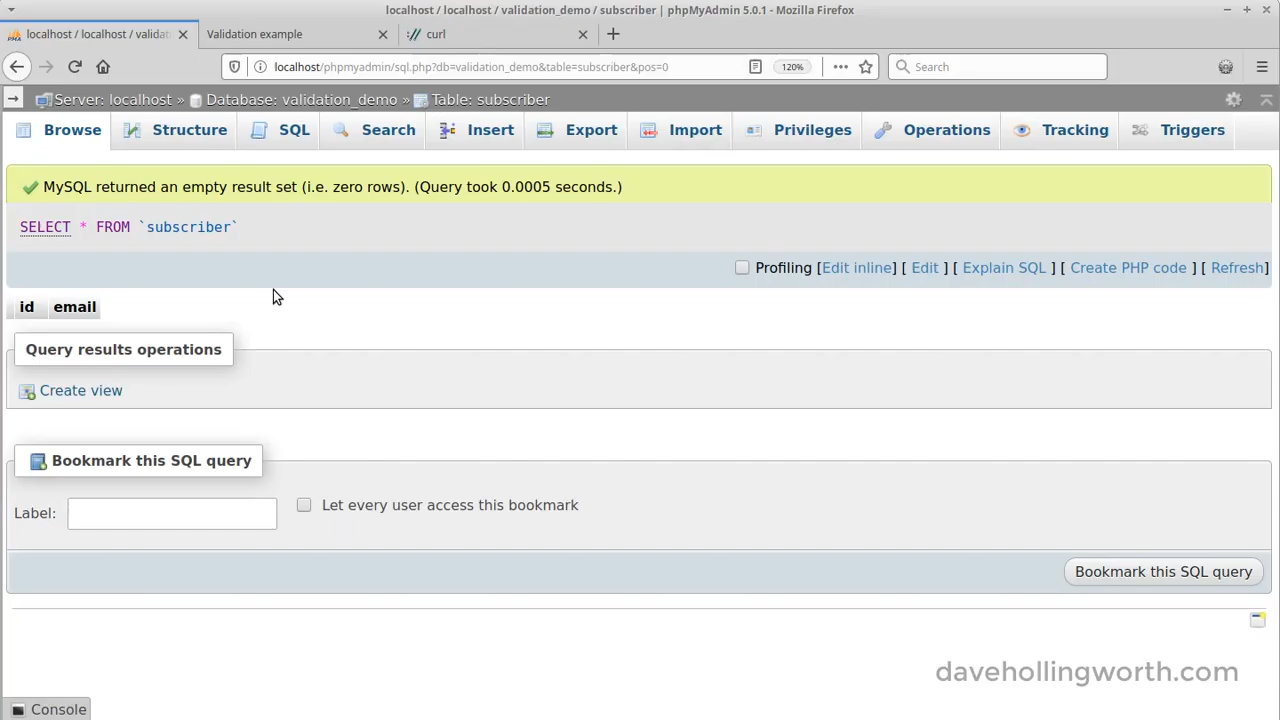 localhost / localhost / validation_demo / subscriber | phpMyAdmin 5.0.1 - Mozilla Firefox
localhost / localhost / validat
Validation example
curl
localhost/phpmyadmin/sql.php?db=validation_demo&table=subscriber&pos=0
120%
Search
Server: localhost » Database: validation_demo » Table: subscriber
Browse Structure SQL Search Insert Export Import Privileges Operations Tracking Triggers
MySQL returned an empty result set (i.e. zero rows). (Query took 0.0005 seconds.)
SELECT * FROM `subscriber`
Profiling [Edit inline] [ Edit ] [ Explain SQL ] [ Create PHP code ] [ Refresh]
id email
Query results operations
Create view
Bookmark this SQL query
Label:
Let every user access this bookmark
Bookmark this SQL query
davehollingworth.com
Console